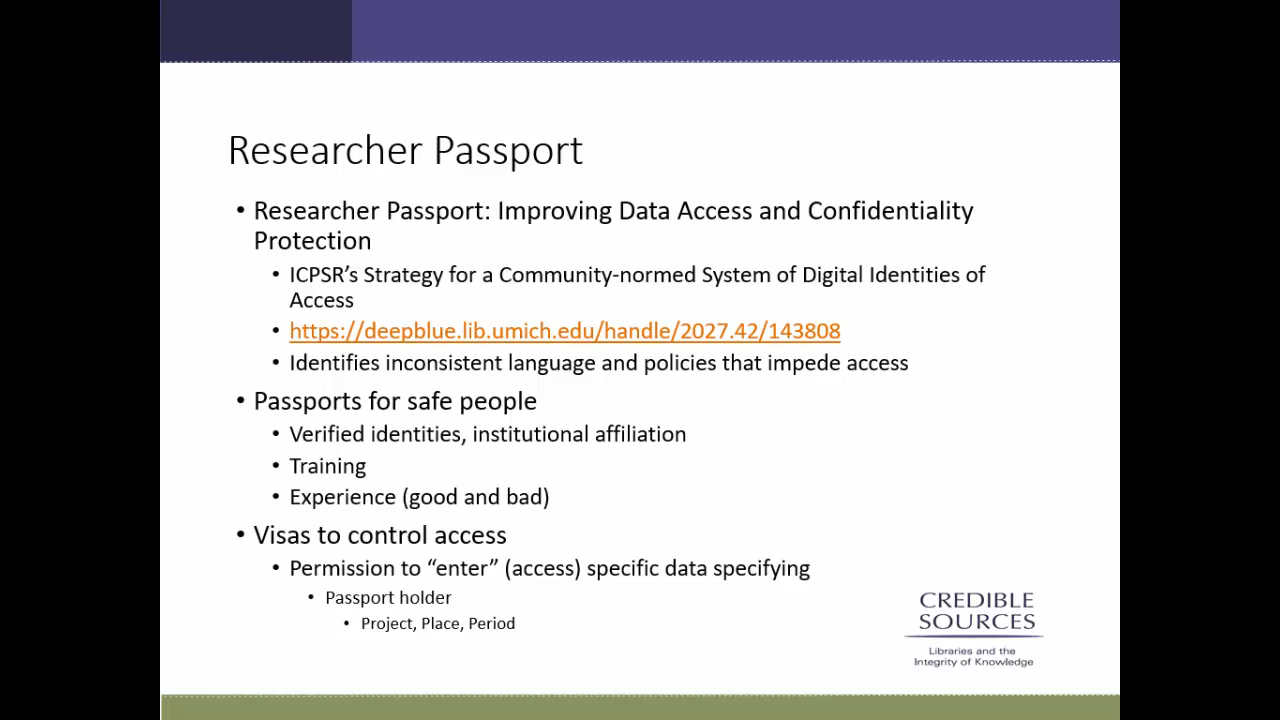 Researcher Passport
• Researcher Passport: Improving Data Access and Confidentiality
Protection
• ICPSR’s Strategy for a Community-normed System of Digital Identities of
Access
• https://deepblue.lib.umich.edu/handle/2027.42/143808
• Identifies inconsistent language and policies that impede access
• Passports for safe people
• Verified identities, institutional affiliation
• Training
• Experience (good and bad)
• Visas to control access
• Permission to “enter” (access) specific data specifying
• Passport holder
• Project, Place, Period
CREDIBLE
SOURCES
Libraries and the
Integrity of Knowledge